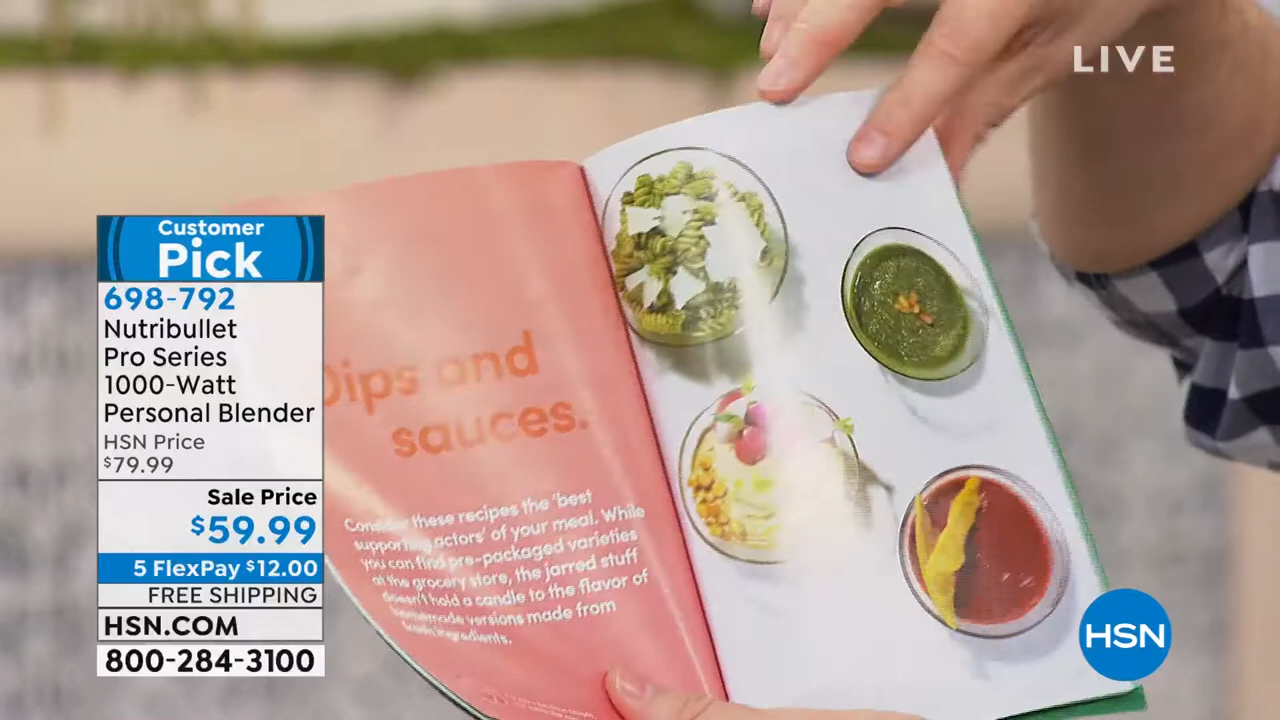 LIVE
Customer
Pick
698-792
Nutribullet
Pro Series
1000-Watt
Personal Blender
HSN Price
$79.99
Sale Price
$59.99
5 FlexPay $12.00
FREE SHIPPING
HSN.COM
800-284-3100
Dips and
sauces.
Consider these recipes the 'best
supporting actors' of your meal. While
you can find pre-packaged varieties
at the grocery store, the jarred stuff
doesn't hold a candle to the flavor of
homemade versions made from
ingredients.
HSN